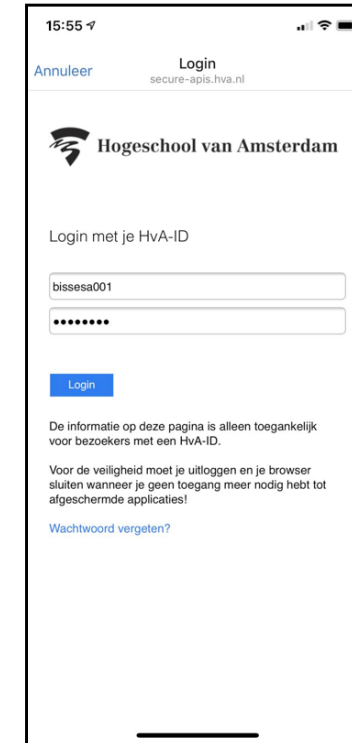 15:55
Annuleer
Login
secure-apis.hva.nl
Hogeschool van Amsterdam
Login met je HvA-ID
bissesa001
••••••••
Login
De informatie op deze pagina is alleen toegankelijk
voor bezoekers met een HvA-ID.
Voor de veiligheid moet je uitloggen en je browser
sluiten wanneer je geen toegang meer nodig hebt tot
afgeschermde applicaties!
Wachtwoord vergeten?